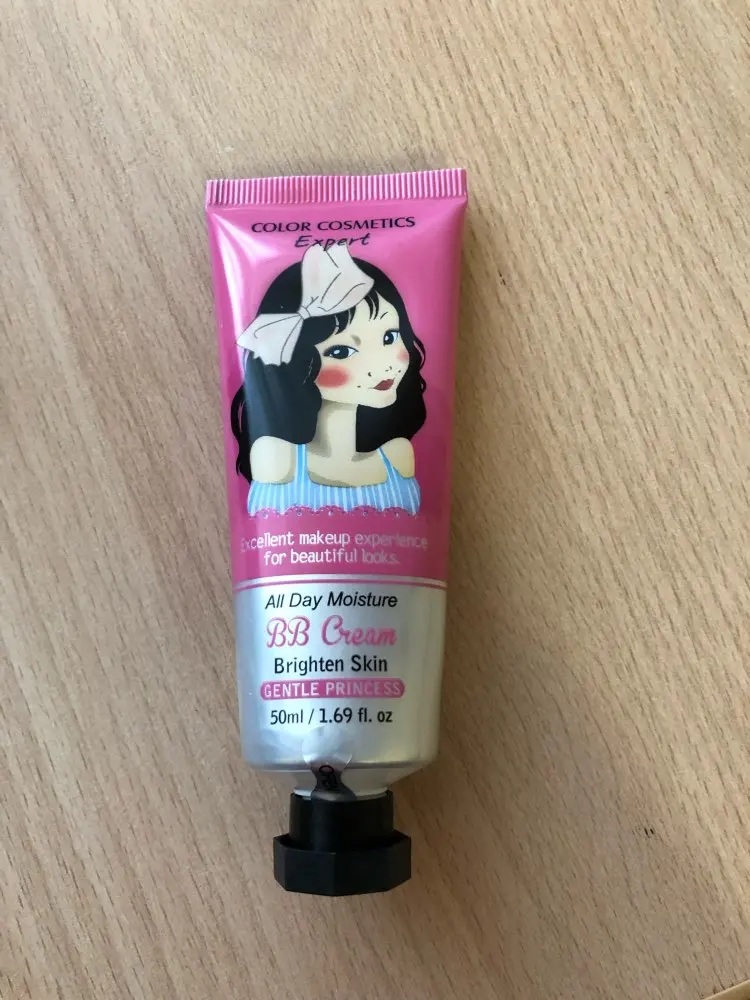 COLOR COSMETICS
Expert
Excellent makeup experience
for beautiful looks.
All Day Moisture
BB Cream
Brighten Skin
GENTLE PRINCESS
50ml / 1.69 fl. oz